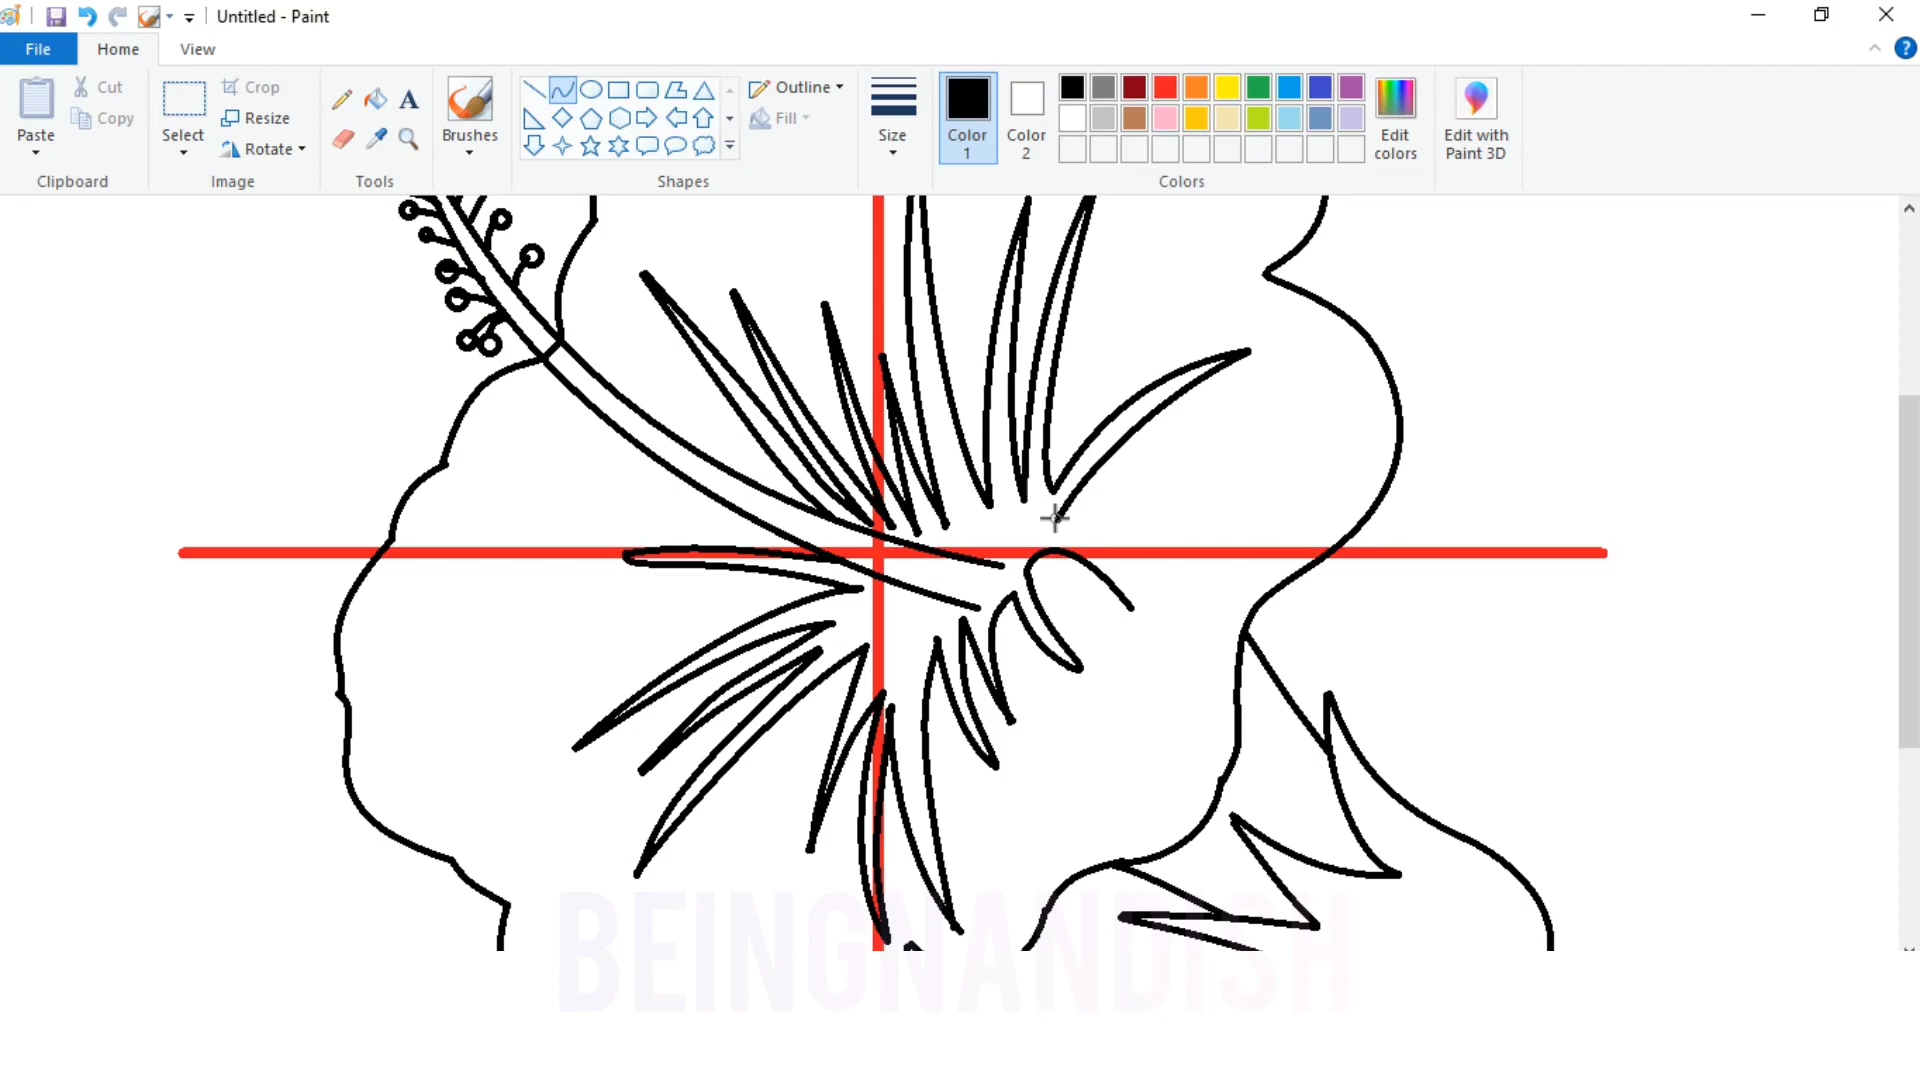 Untitled - Paint
File Home View
Paste Cut Copy Clipboard
Select Crop Resize Rotate Image
A
Tools
Brushes
Outline Fill Shapes
Size
Color 1
Color 2
Edit colors
Colors
Edit with Paint 3D
?
BEINGNANDISH